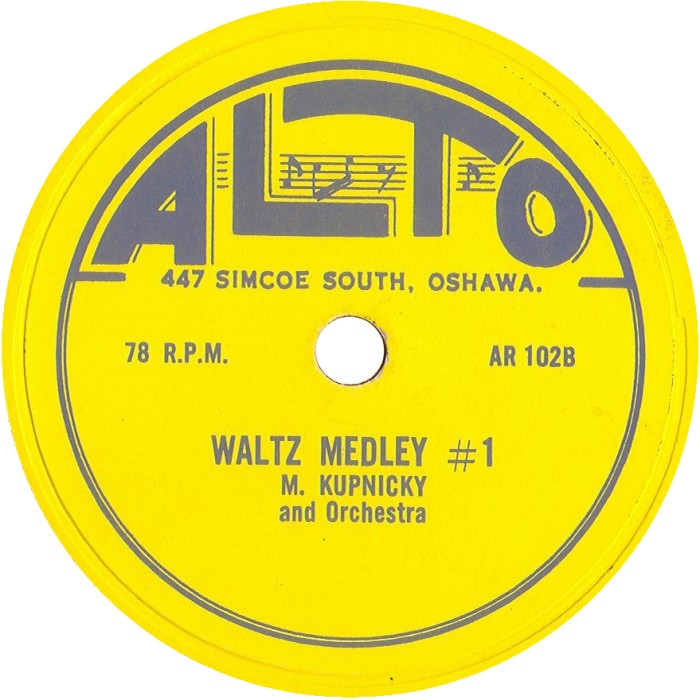 ALTO
447 SIMCOE SOUTH, OSHAWA.
78 R.P.M.
AR 102B
WALTZ MEDLEY #1
M. KUPNICKY
and Orchestra